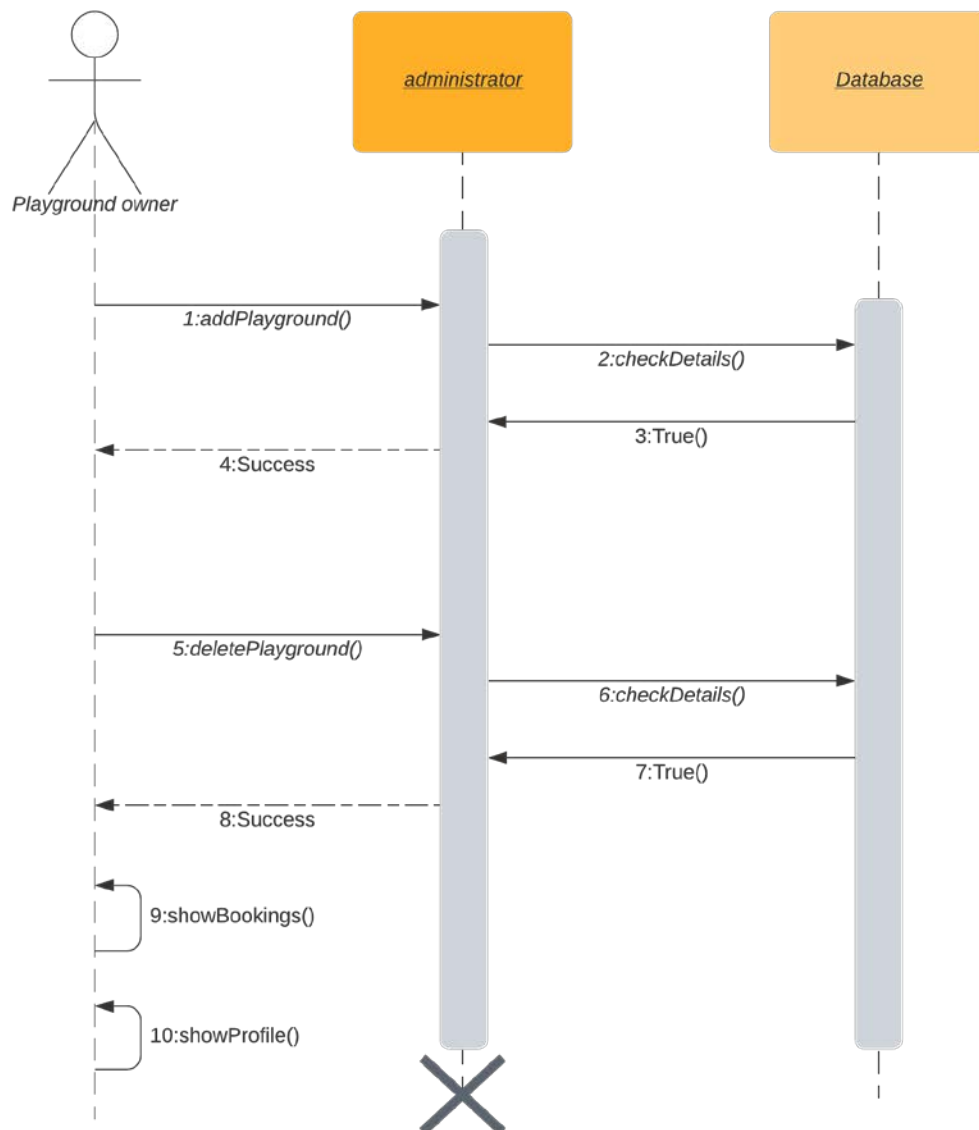 administrator
Database
Playground owner
1:addPlayground()
2:checkDetails()
3:True()
4:Success
5:deletePlayground()
6:checkDetails()
7:True()
8:Success
9:showBookings()
10:showProfile()